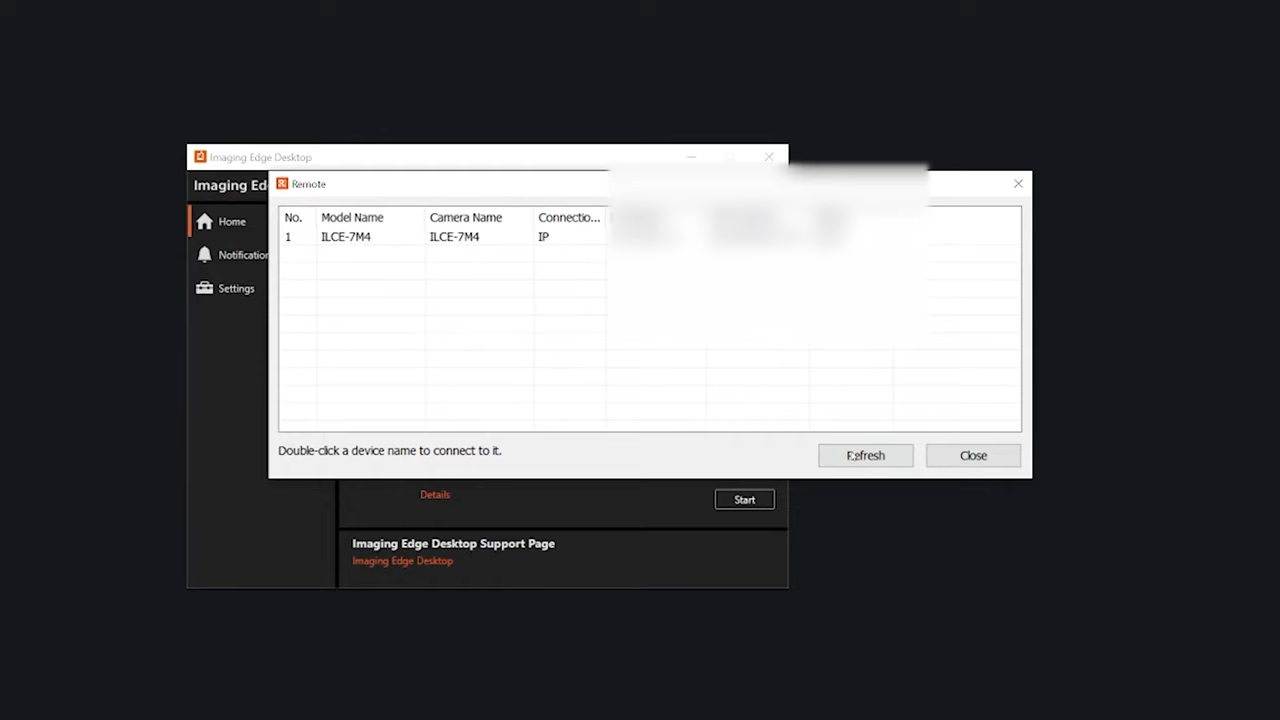 Imaging Edge Desktop
Imaging Ed
Remote
Home
Notification
Settings
No. Model Name Camera Name Connectio...
1 ILCE-7M4 ILCE-7M4 IP
Double-click a device name to connect to it.
Refresh
Close
Details
Start
Imaging Edge Desktop Support Page
Imaging Edge Desktop